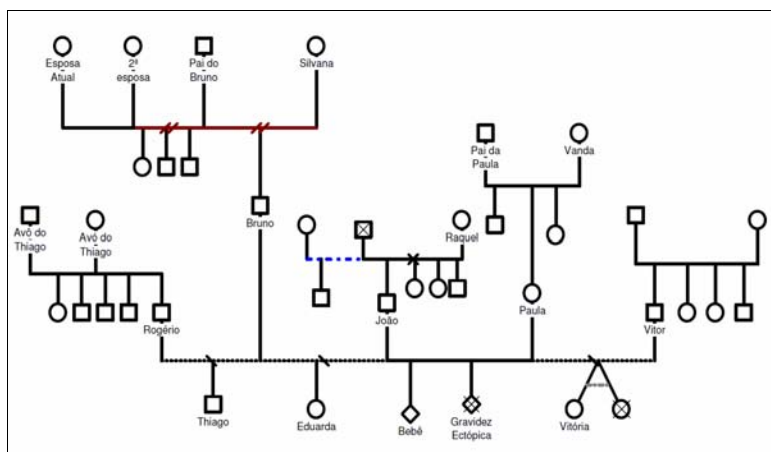 Esposa
Atual
2ª
esposa
Pai do
Bruno
Silvana
Pai da
Paula
Vanda
Avô do
Thiago
Avó do
Thiago
Bruno
Raquel
Rogério
João
Paula
Vitor
Thiago
Eduarda
Bebê
Gravidez
Ectópica
Vitória